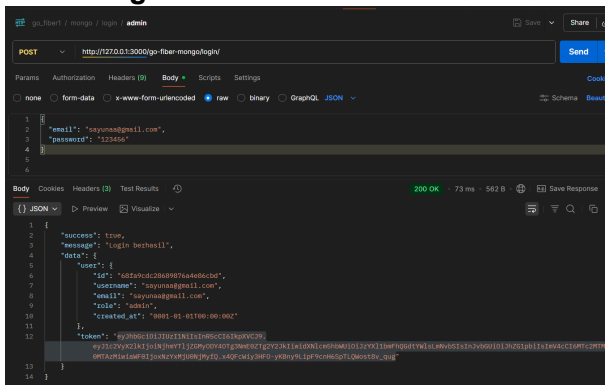 go_fiber1 / mongo / login / admin
Save
Share
POST
http://127.0.0.1:3000/go-fiber-mongo/login/
Send
Params Authorization Headers (9) Body Scripts Settings
none form-data x-www-form-urlencoded raw binary GraphQL JSON
Schema
1 {
2 "email": "sayunaa@gmail.com",
3 "password": "123456"
4 }
5
6
Body Cookies Headers (3) Test Results
200 OK 73 ms 562 B Save Response
{} JSON Preview Visualize
1 {
2 "success": true,
3 "message": "Login berhasil",
4 "data": {
5 "user": {
6 "id":
7 "username": "sayunaa@gmail.com",
8 "email": "sayunaa@gmail.com",
9 "role": "admin",
10 "created_at": "0001-01-01T00:00:00Z"
11 },
12 "token":
13 }
14 }